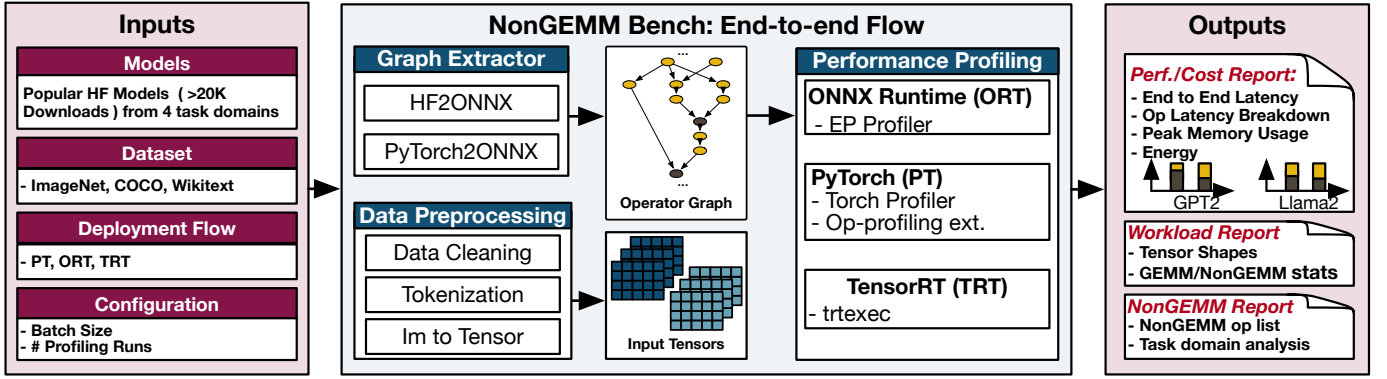 Inputs
Models
Popular HF Models ( >20K
Downloads ) from 4 task domains
Dataset
- ImageNet, COCO, Wikitext
Deployment Flow
- PT, ORT, TRT
Configuration
- Batch Size
- # Profiling Runs
NonGEMM Bench: End-to-end Flow
Graph Extractor
HF2ONNX
PyTorch2ONNX
Data Preprocessing
Data Cleaning
Tokenization
Im to Tensor
...
...
Operator Graph
Input Tensors
Performance Profiling
ONNX Runtime (ORT)
- EP Profiler
PyTorch (PT)
- Torch Profiler
- Op-profiling ext.
TensorRT (TRT)
- trtexec
Outputs
Perf./Cost Report:
- End to End Latency
- Op Latency Breakdown
- Peak Memory Usage
- Energy
GPT2
Llama2
Workload Report
- Tensor Shapes
- GEMM/NonGEMM stats
NonGEMM Report
- NonGEMM op list
- Task domain analysis